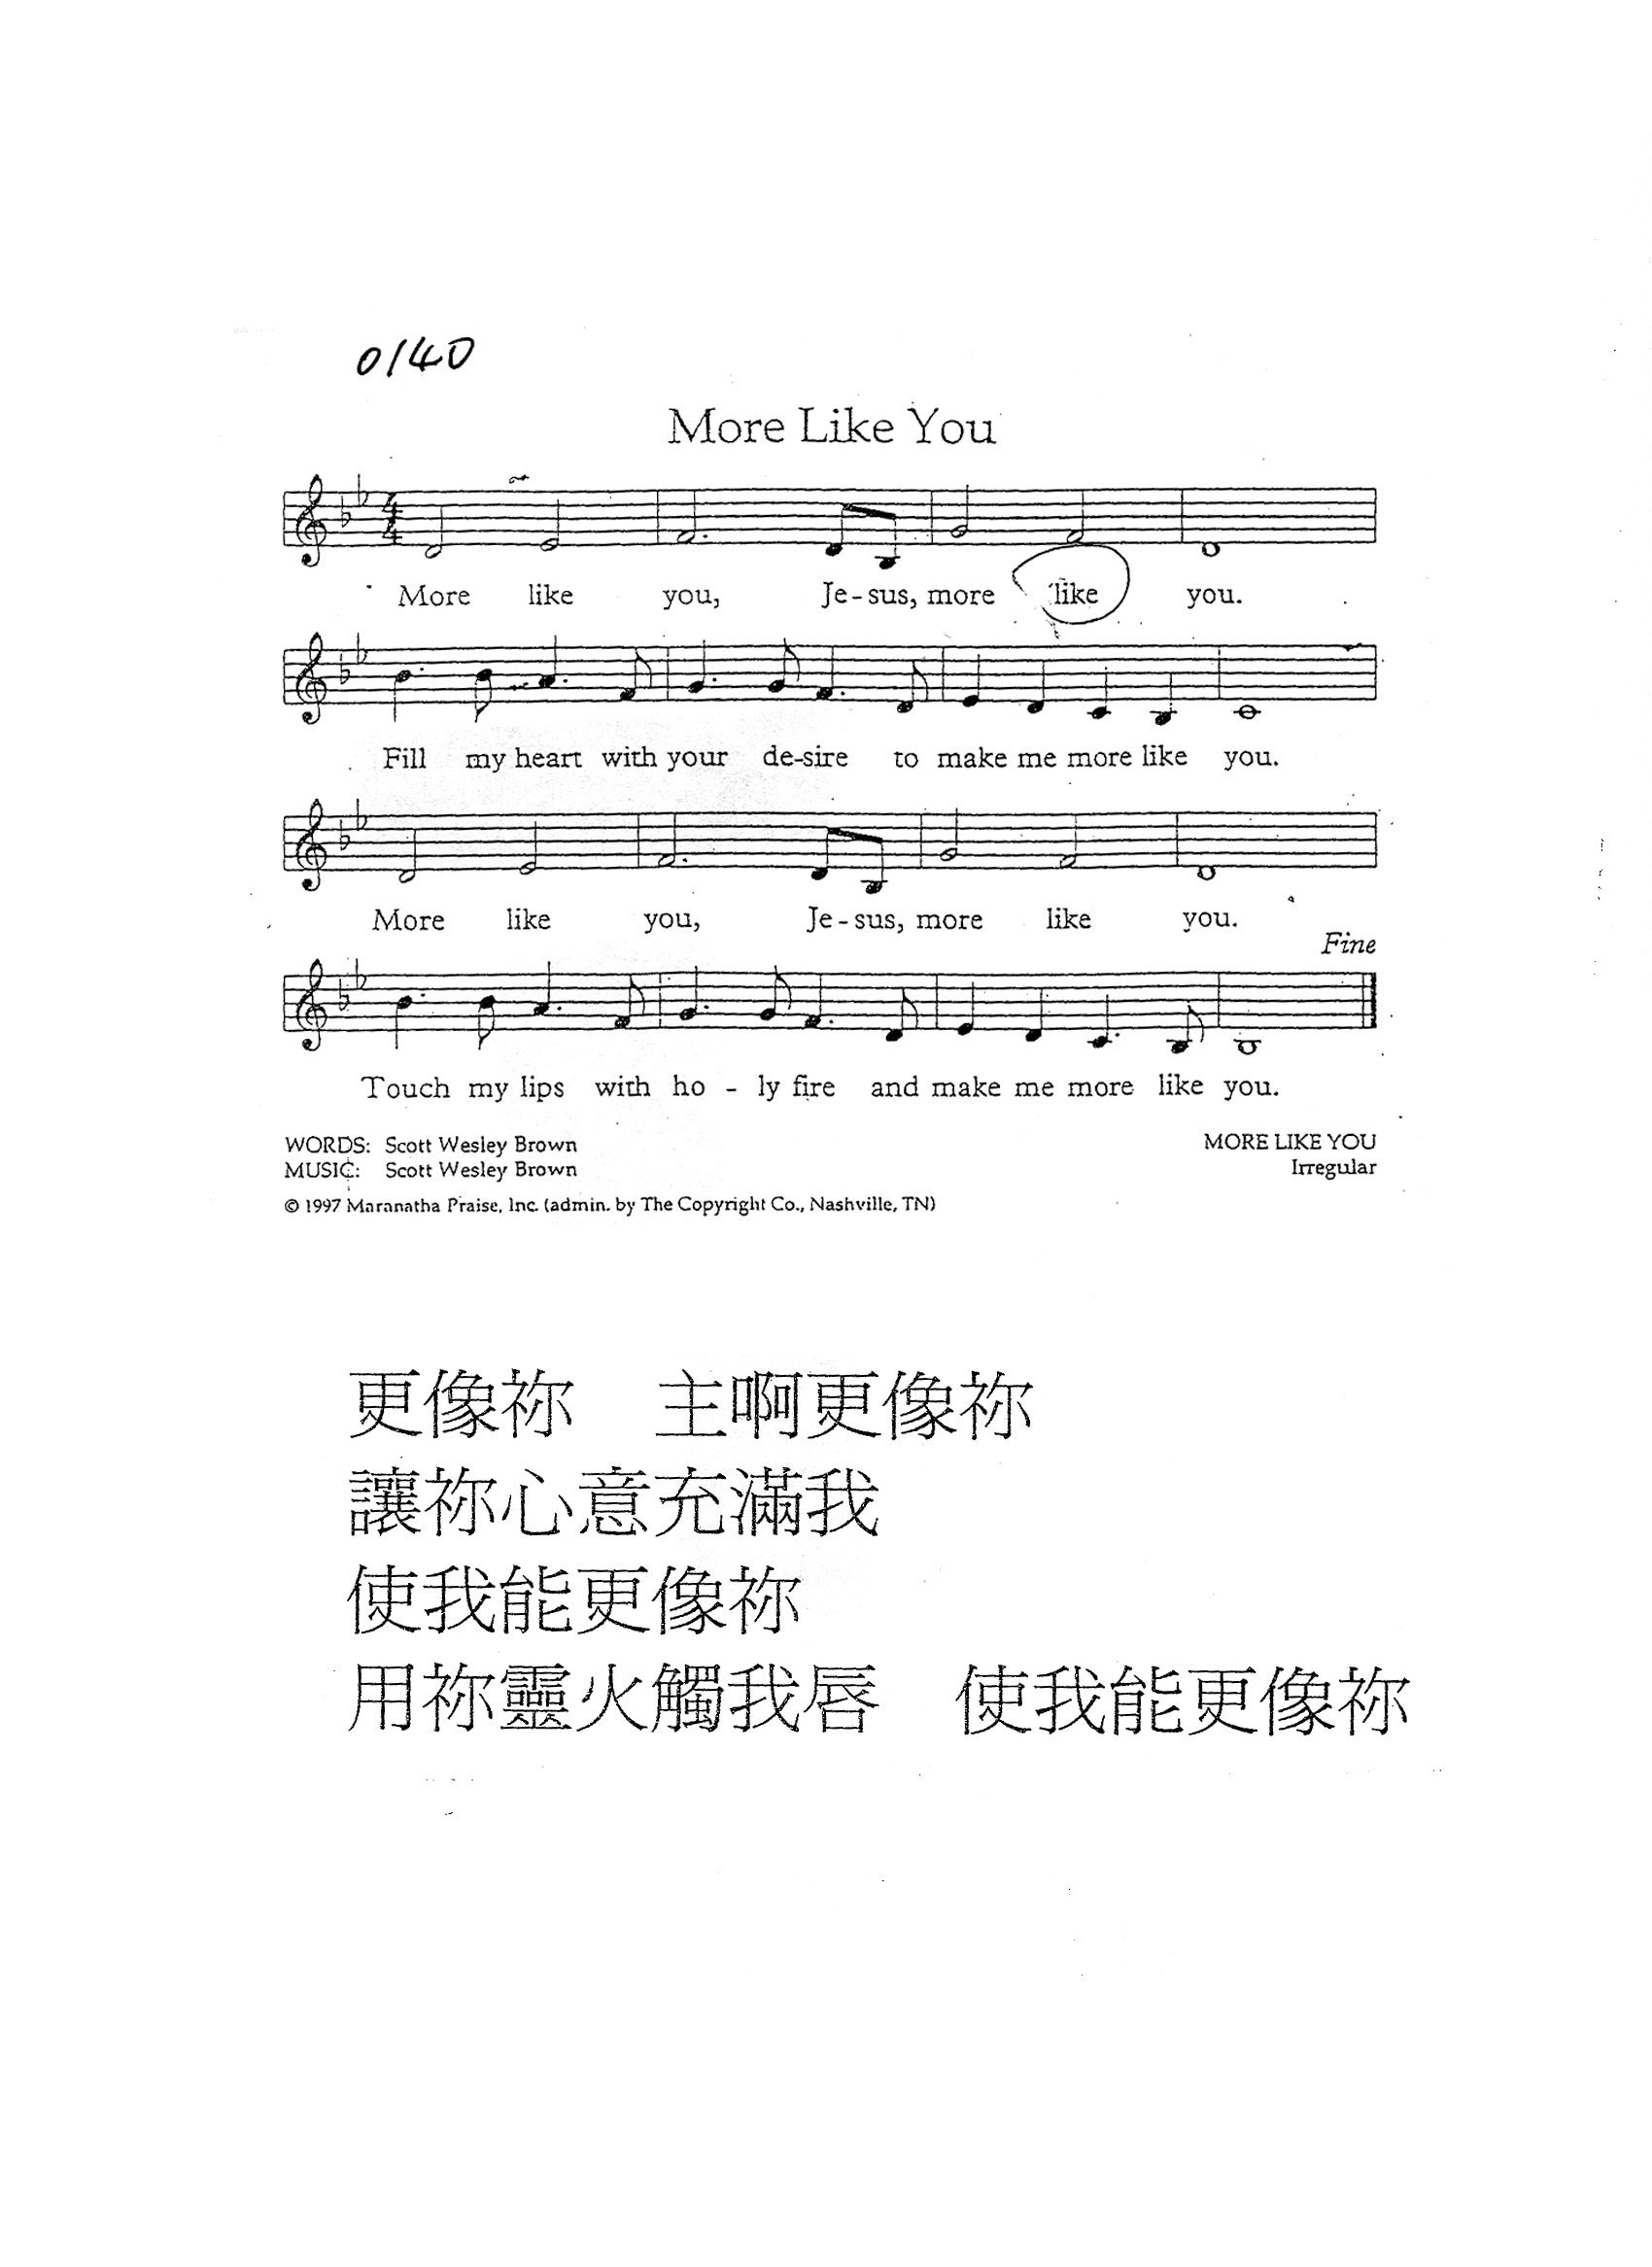 0140
More Like You
More like you, Je-sus, more like you.
Fill my heart with your de-sire to make me more like you.
More like you, Je-sus, more like you.
Fine
Touch my lips with ho - ly fire and make me more like you.
WORDS: Scott Wesley Brown
MORE LIKE YOU
MUSIC: Scott Wesley Brown
Irregular
© 1997 Maranatha Praise, Inc. (admin. by The Copyright Co., Nashville, TN)
更像祢 主啊更像祢
讓祢心意充滿我
使我能更像祢
用祢靈火觸我唇 使我能更像祢